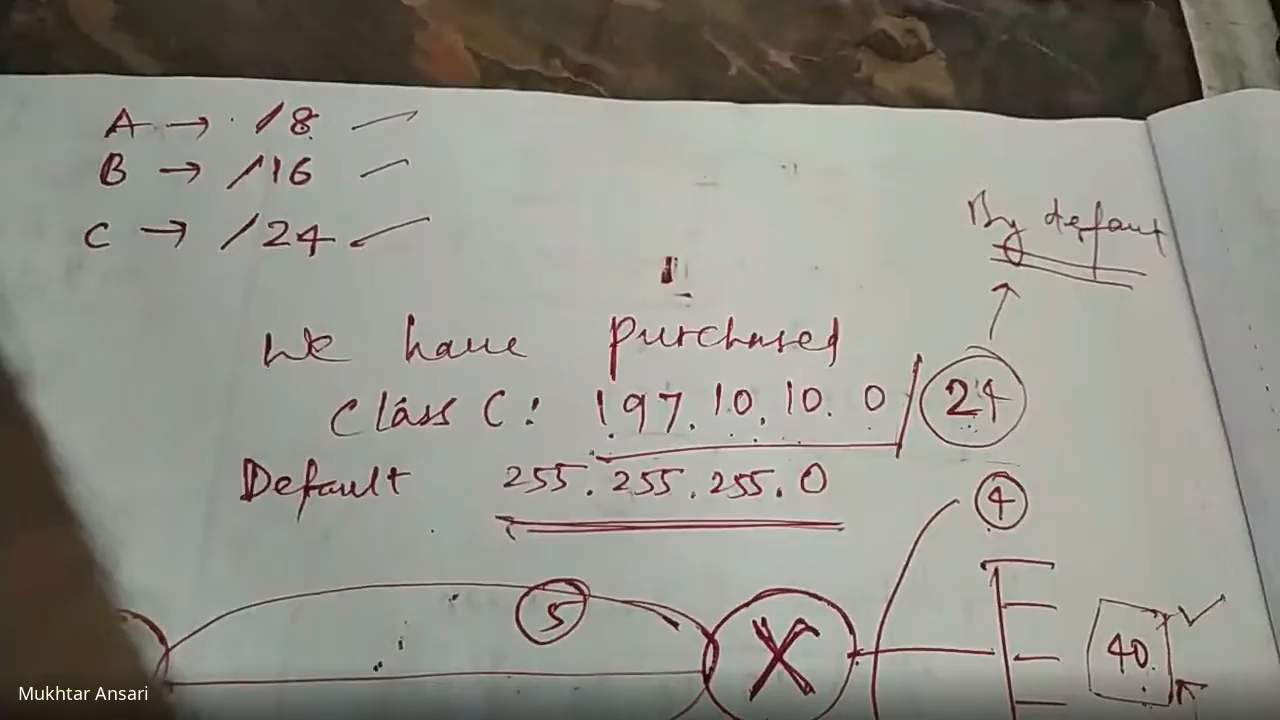 A → /8
B → /16
C → /24
By defaut
We have purchased
Class C: 197.10.10.0/24
Default 255.255.255.0
4
5
X
40
Mukhtar Ansari